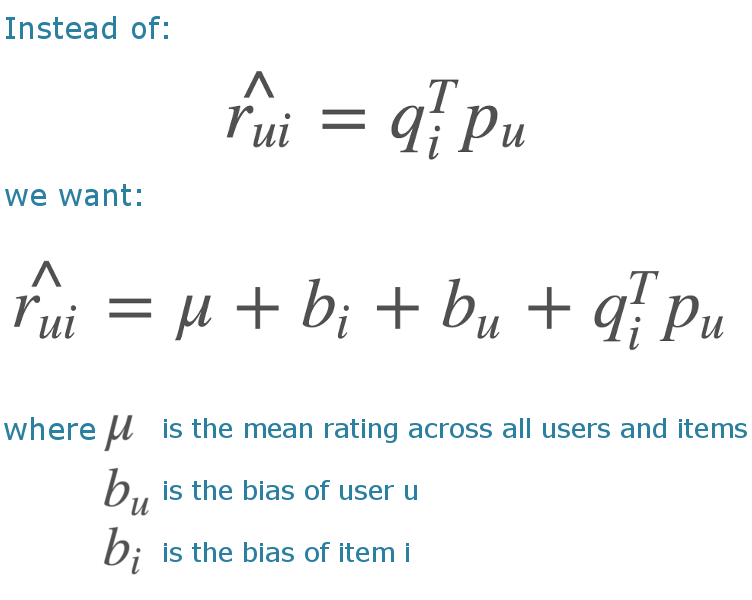 Instead of:
$\hat{r_{ui}} = q_i^T p_u$
we want:
$\hat{r_{ui}} = \mu + b_i + b_u + q_i^T p_u$
where $\mu$ is the mean rating across all users and items
$b_u$ is the bias of user u
$b_i$ is the bias of item i